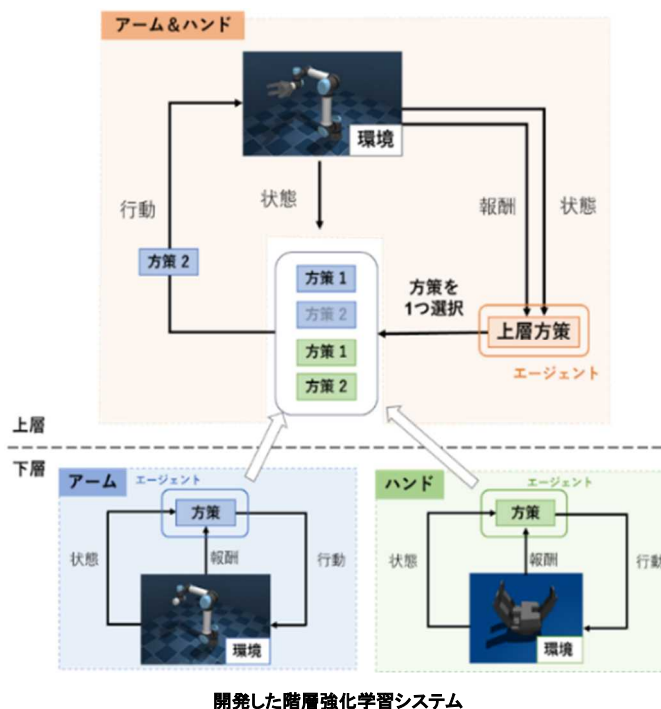 アーム＆ハンド
環境
行動
状態
報酬
状態
方策 2
方策 1
方策 2
方策 1
方策 2
方策を
1つ選択
上層方策
エージェント
上層
下層
アーム
エージェント
方策
状態
報酬
行動
環境
ハンド
エージェント
方策
状態
報酬
行動
環境
開発した階層強化学習システム